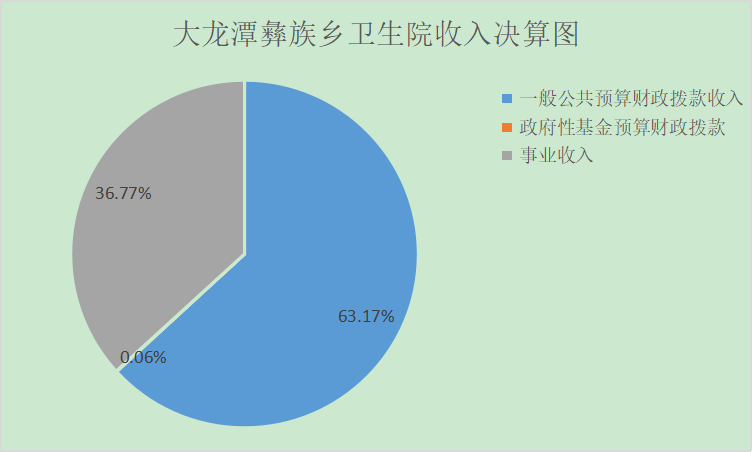 大龙潭彝族乡卫生院收入决算图
一般公共预算财政拨款收入
政府性基金预算财政拨款
事业收入
36.77%
63.17%
0.06%